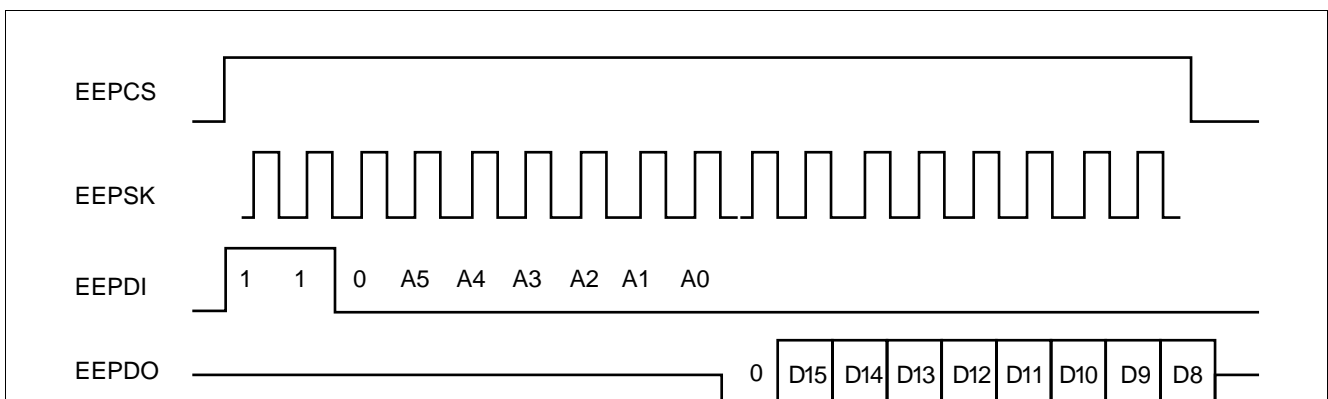 EEPCS
EEPSK
EEPDI 1 1 0 A5 A4 A3 A2 A1 A0
EEPDO 0 D15 D14 D13 D12 D11 D10 D9 D8